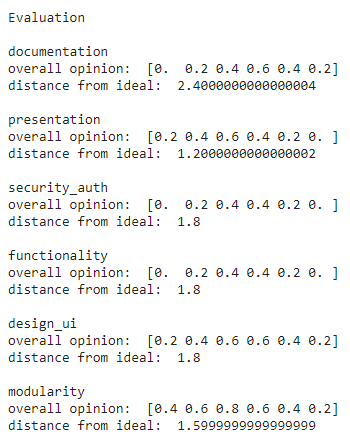 Evaluation
documentation
overall opinion:  [0.  0.2 0.4 0.6 0.4 0.2]
distance from ideal:  2.4000000000000004
presentation
overall opinion:  [0.2 0.4 0.6 0.4 0.2 0. ]
distance from ideal:  1.2000000000000002
security_auth
overall opinion:  [0.  0.2 0.4 0.4 0.2 0. ]
distance from ideal:  1.8
functionality
overall opinion:  [0.  0.2 0.4 0.4 0.2 0. ]
distance from ideal:  1.8
design_ui
overall opinion:  [0.2 0.4 0.6 0.6 0.4 0.2]
distance from ideal:  1.8
modularity
overall opinion:  [0.4 0.6 0.8 0.6 0.4 0.2]
distance from ideal:  1.5999999999999999